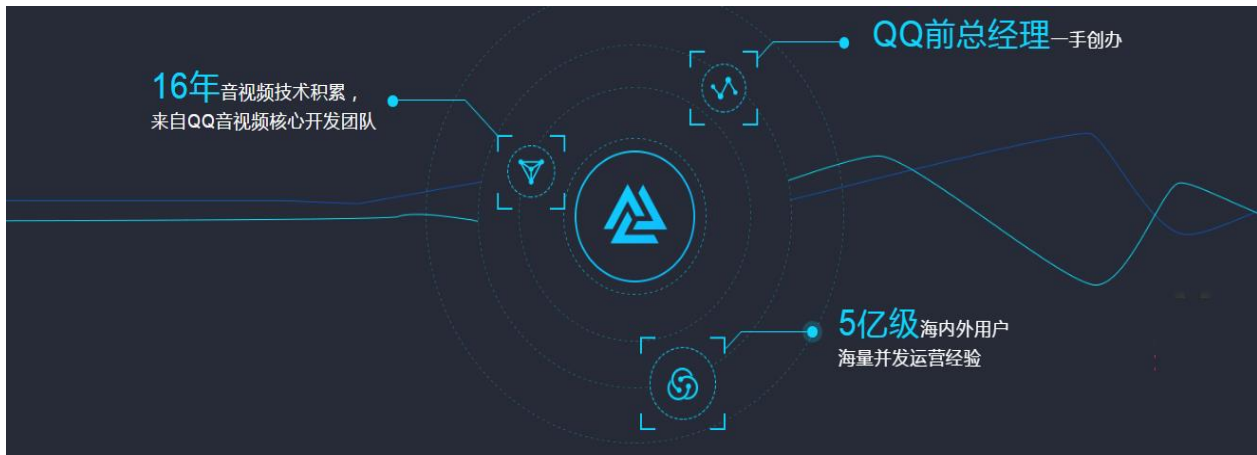 QQ前总经理一手创办
16年音视频技术积累，
来自QQ音视频核心开发团队
5亿级海内外用户
海量并发运营经验